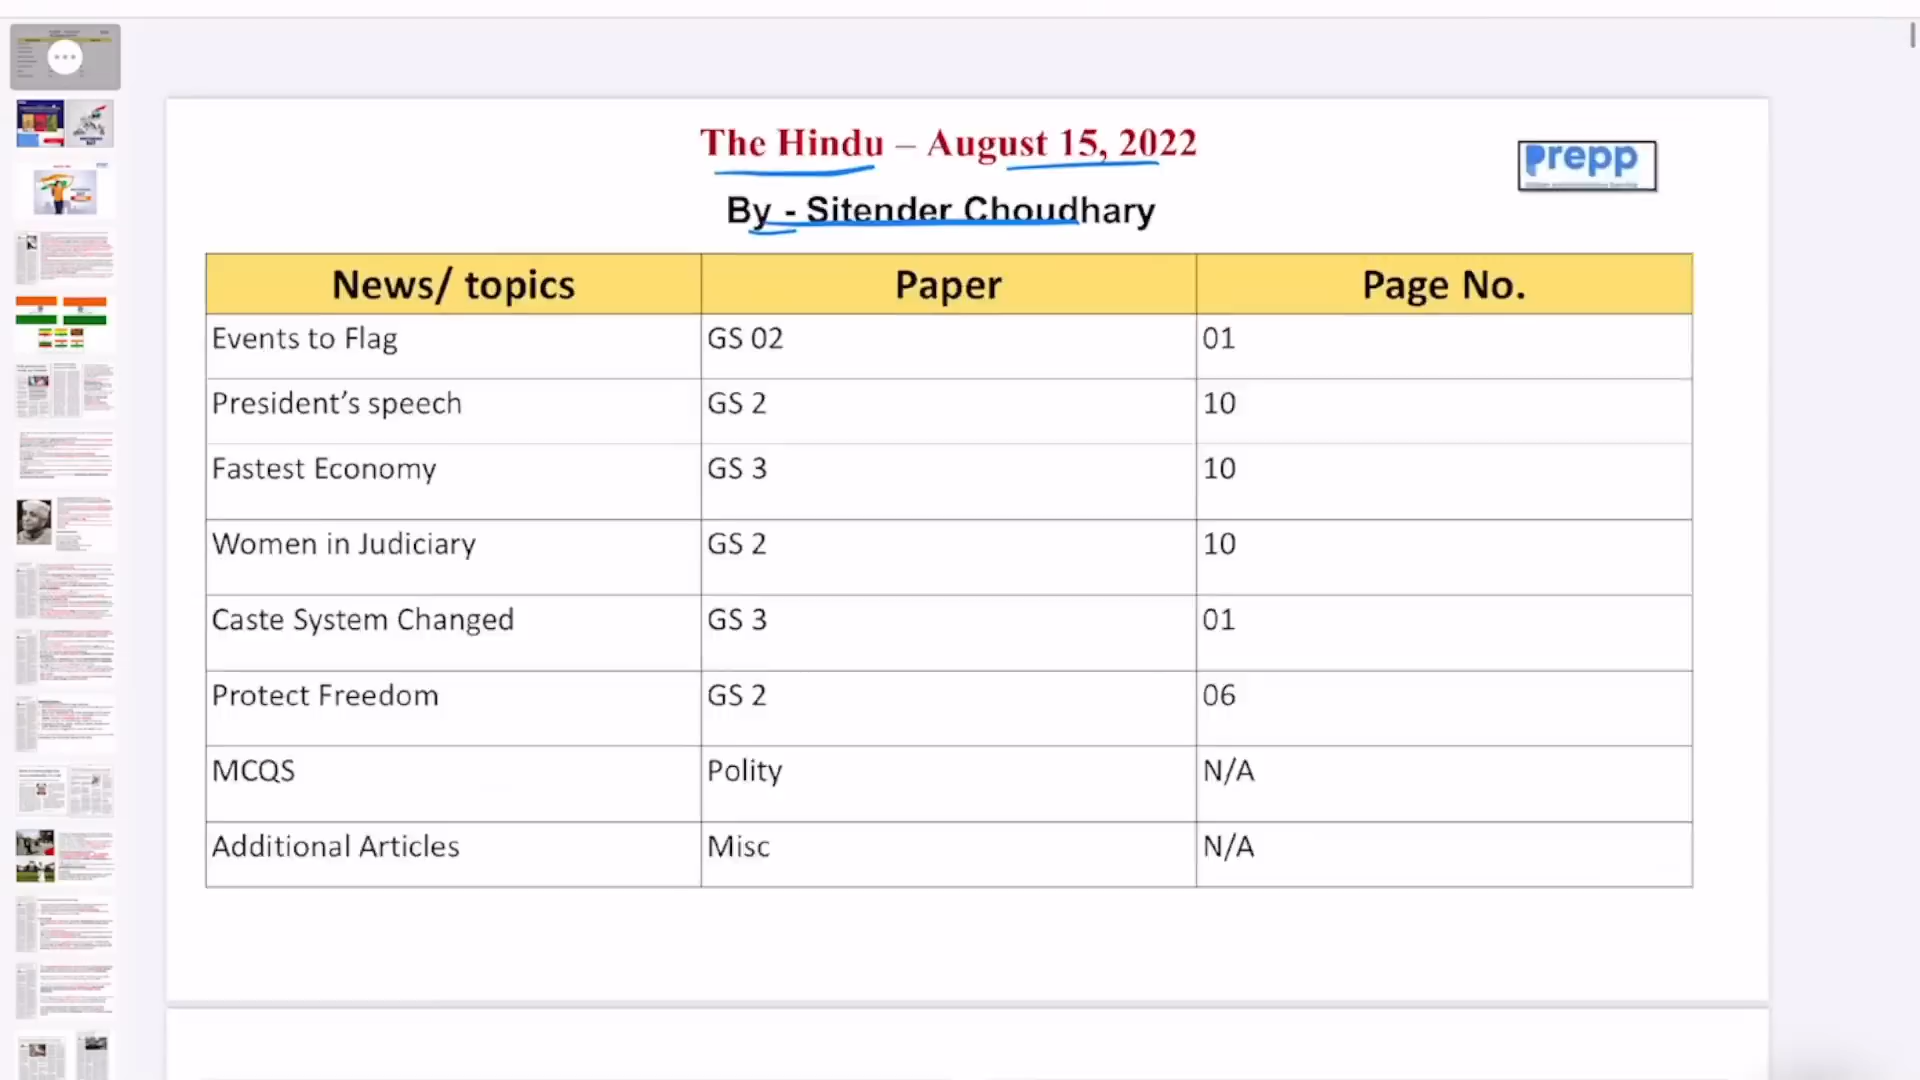 The Hindu – August 15, 2022
prepp
By - Sitender Choudhary
News/ topics Paper Page No.
Events to Flag GS 02 01
President’s speech GS 2 10
Fastest Economy GS 3 10
Women in Judiciary GS 2 10
Caste System Changed GS 3 01
Protect Freedom GS 2 06
MCQS Polity N/A
Additional Articles Misc N/A